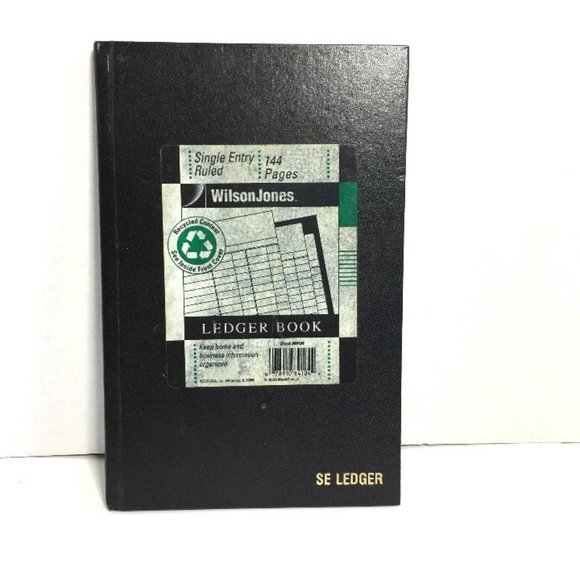 Single Entry
Ruled
144
Pages
WilsonJones
Recycled Content
See Inside Front Cover
LEDGER BOOK
Keep home and
business information
organized
SE LEDGER